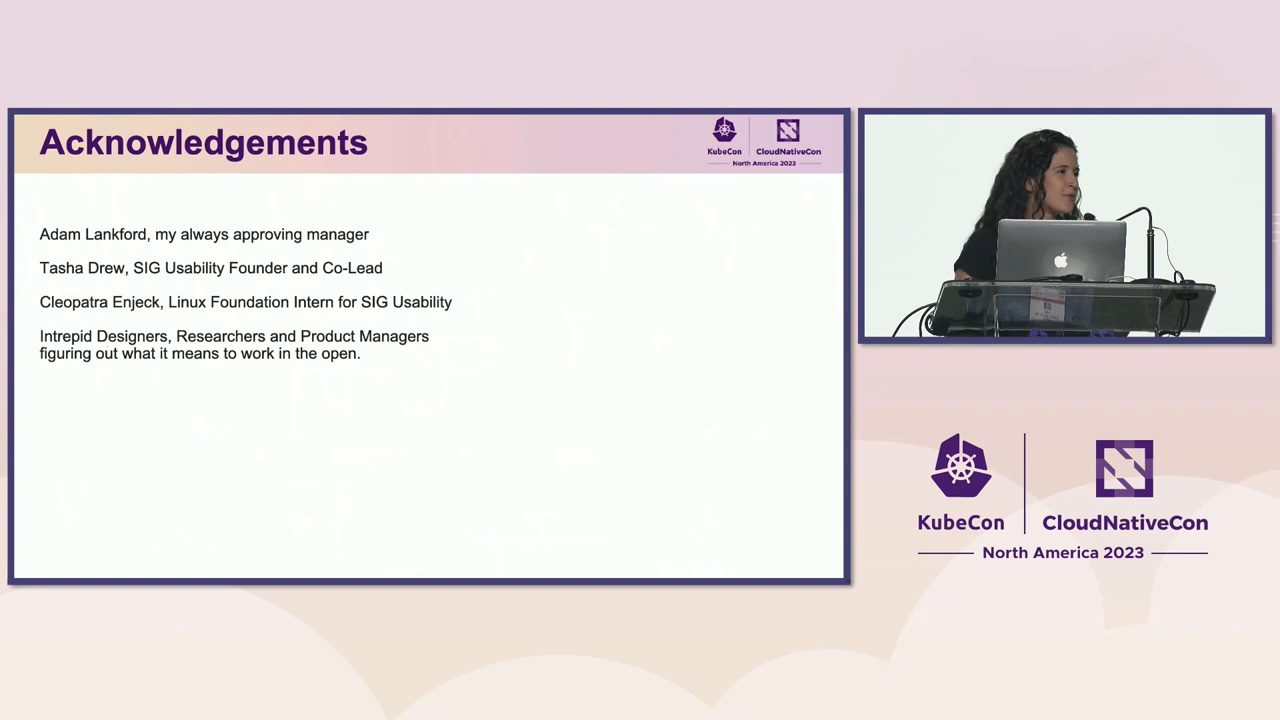 Acknowledgements
KubeCon
CloudNativeCon
North America 2023
Adam Lankford, my always approving manager
Tasha Drew, SIG Usability Founder and Co-Lead
Cleopatra Enjeck, Linux Foundation Intern for SIG Usability
Intrepid Designers, Researchers and Product Managers
figuring out what it means to work in the open.
KubeCon
CloudNativeCon
North America 2023